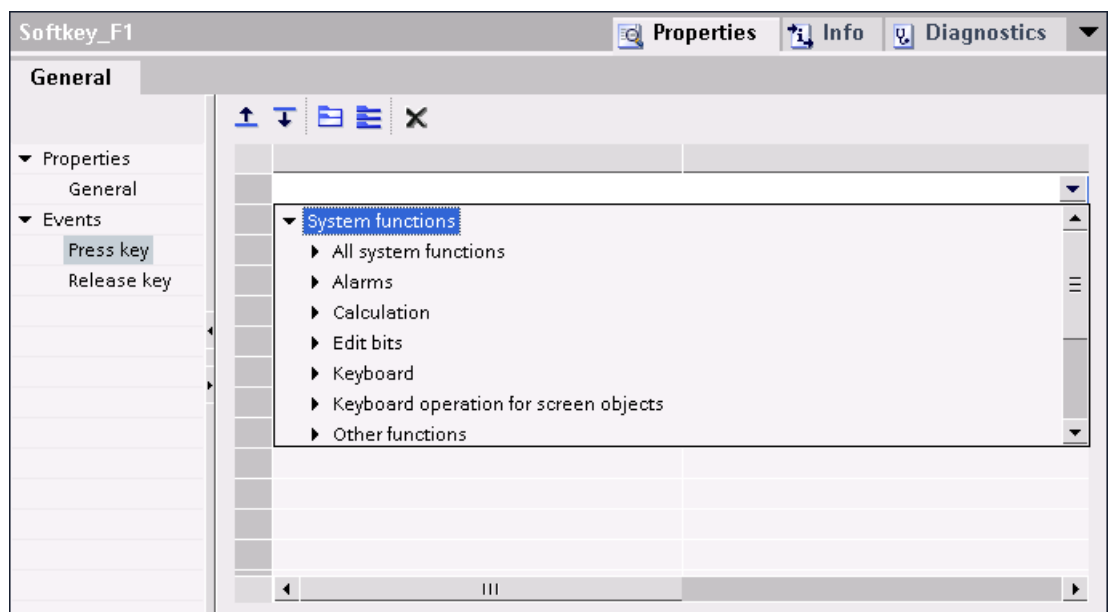 Softkey_F1 Properties Info Diagnostics
General
Properties
General
Events
Press key
Release key
System functions
All system functions
Alarms
Calculation
Edit bits
Keyboard
Keyboard operation for screen objects
Other functions